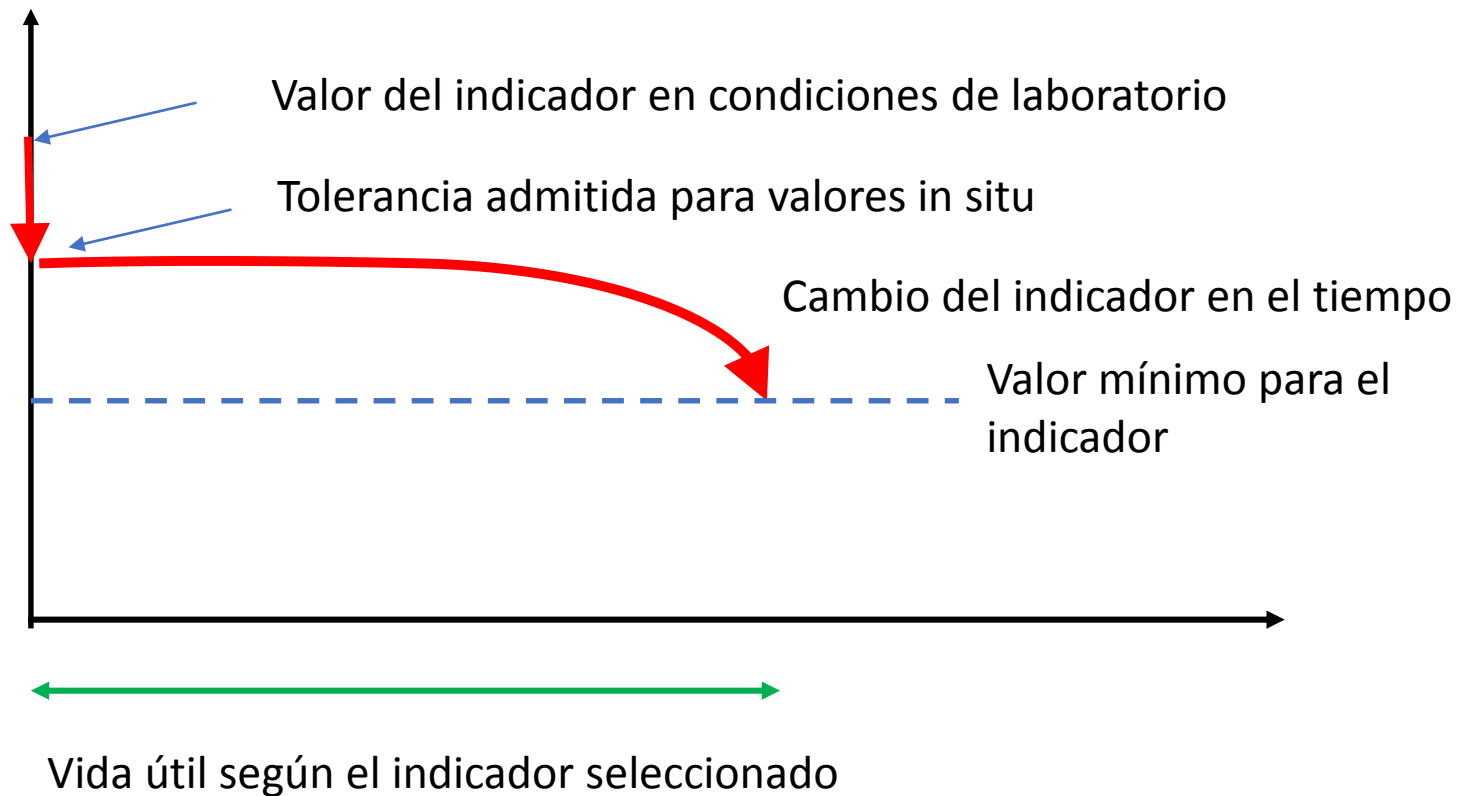 Valor del indicador en condiciones de laboratorio
Tolerancia admitida para valores in situ
Cambio del indicador en el tiempo
Valor mínimo para el
indicador
Vida útil según el indicador seleccionado